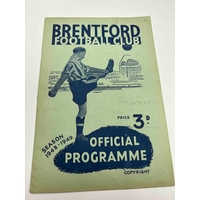 BRENTFORD
FOOTBALL CLUB
PRICE 3D
SEASON
1948-1949
OFFICIAL
PROGRAMME
COPYRIGHT